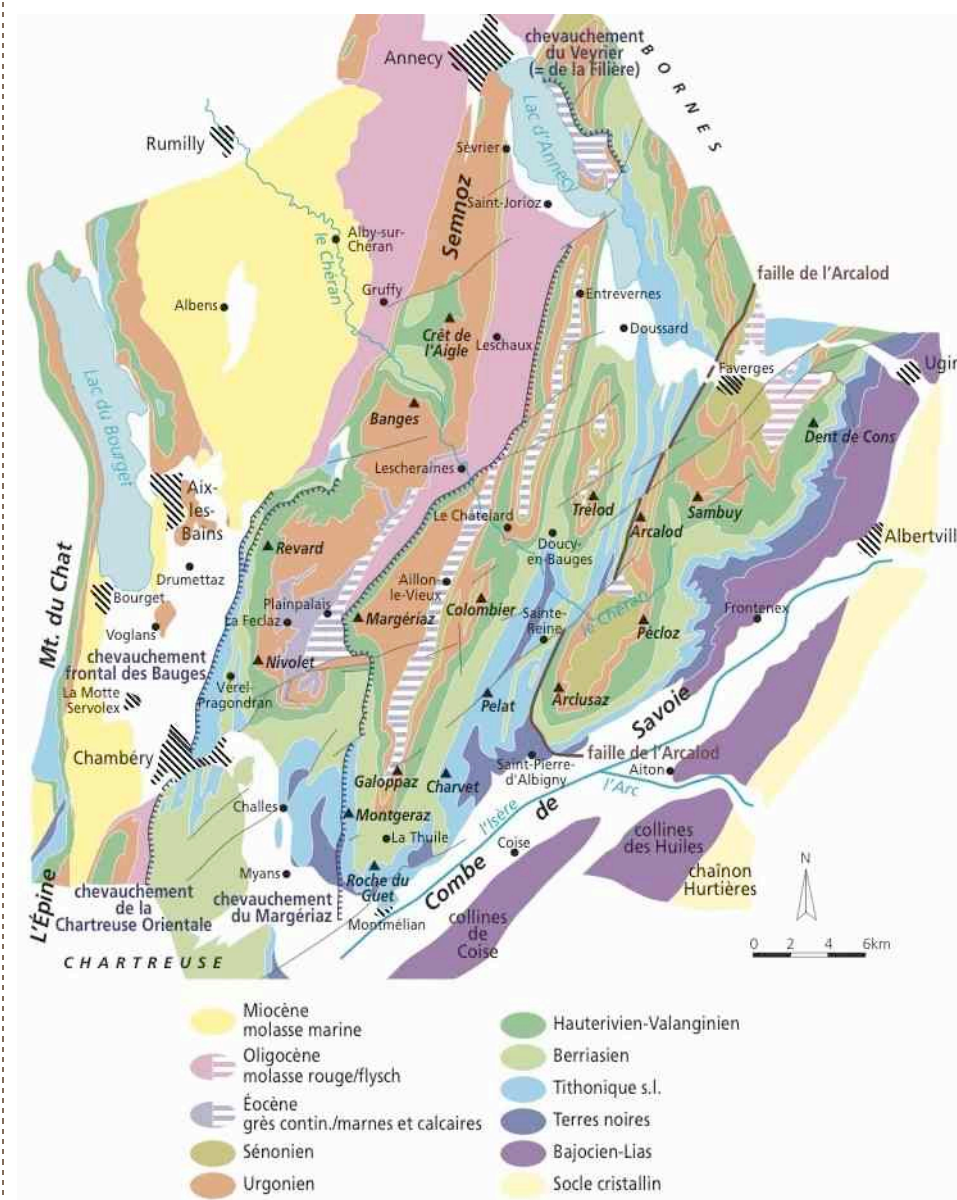 Annecy
chevauchement
du Veyrier
(= de la Filière)
BORNES
Rumilly
Lac d'Annecy
Sévrier
Semnoz
Saint-Jorioz
Alby-sur-
Chéran
le Chéran
Albens
Gruffy
Crêt de
l'Aigle
Leschaux
Entrevernes
Doussard
faille de l'Arcalod
Faverges
Ugin
Lac du Bourget
Banges
Dent de Cons
Lescheraines
Aix-
les-
Bains
Le Chatelard
Trélod
Sambuy
Arcalod
Doucy-
en-Bauges
Albertvill
Revard
Drumettaz
Mt. du Chat
Bourget
Aillon-
le-Vieux
Plainpalais
La Feclaz
Margériaz
Colombier
Sainte-
Reine
le Chéran
Frontenex
Voglans
Pécloz
chevauchement
frontal des Bauges
Nivolet
La Motte
Servolex
Verel-
Pragondran
Pelat
Arclusaz
Savoie
Chambéry
Saint-Pierre-
d'Albigny
faille de l'Arcalod
Aiton
l'Arc
Galoppaz
Charvet
Challes
Montgeraz
l'Isère
de
La Thuile
Coise
collines
des Huiles
Myans
Roche du
Guet
Combe
chaînon
Hurtières
N
L'Épine
chevauchement
de la
Chartreuse Orientale
chevauchement
du Margériaz
Montmélian
collines
de
Coise
0 2 4 6km
CHARTREUSE
Miocène
molasse marine
Oligocène
molasse rouge/flysch
Éocène
grès contin./marnes et calcaires
Sénonien
Urgonien
Hauterivien-Valanginien
Berriasien
Tithonique s.l.
Terres noires
Bajocien-Lias
Socle cristallin